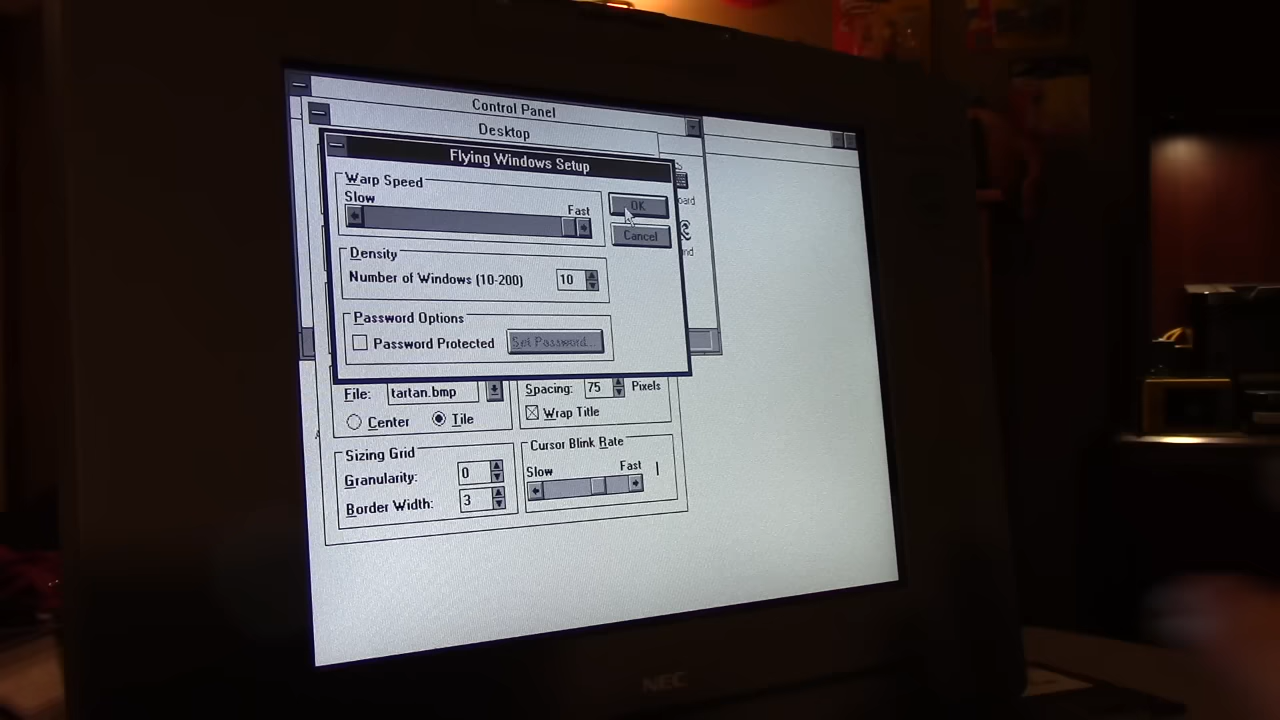 Control Panel
Desktop
Flying Windows Setup
Warp Speed
Slow
Fast
OK
Cancel
Density
Number of Windows (10-200)
10
Password Options
Password Protected
Set Password...
File:
tartan.bmp
Center
Tile
Spacing:
75
Pixels
Wrap Title
Sizing Grid
Granularity:
0
Border Width:
3
Cursor Blink Rate
Slow
Fast
NEC